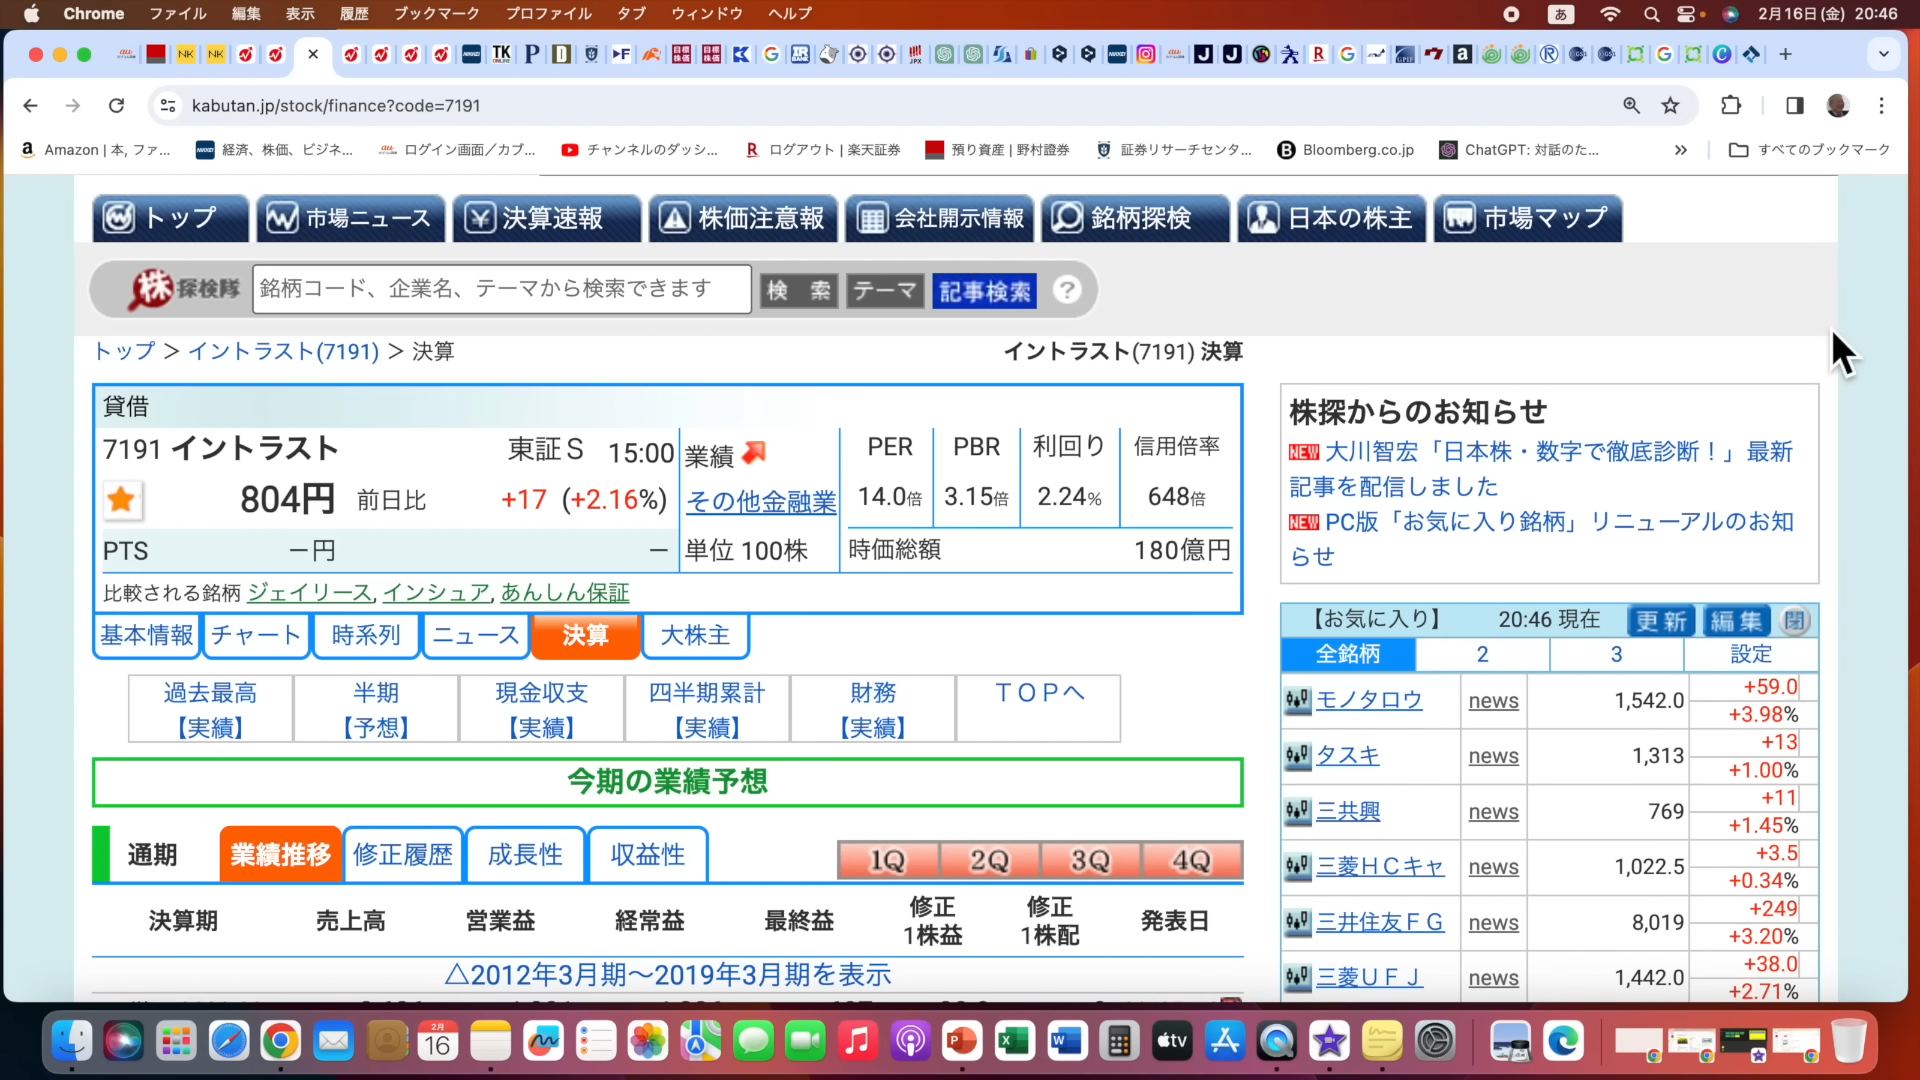 Chrome ファイル 編集 表示 履歴 ブックマーク プロファイル タブ ウィンドウ ヘルプ あ 2月16日(金) 20:46
kabutan.jp/stock/finance?code=7191
Amazon | 本, ファ... 経済、株価、ビジネ... ログイン画面／カブ... チャンネルのダッシ... ログアウト | 楽天証券 預り資産 | 野村證券 証券リサーチセンタ... Bloomberg.co.jp ChatGPT: 対話のた... » すべてのブックマーク
トップ 市場ニュース 決算速報 株価注意報 会社開示情報 銘柄探検 日本の株主 市場マップ
株探検隊 銘柄コード、企業名、テーマから検索できます 検 索 テーマ 記事検索 ?
トップ > イントラスト(7191) > 決算 イントラスト(7191) 決算
貸借
7191 イントラスト 東証Ｓ 15:00 業績 PER PBR 利回り 信用倍率
804円 前日比 +17 (+2.16%) その他金融業 14.0倍 3.15倍 2.24% 648倍
PTS －円 － 単位 100株 時価総額 180億円
比較される銘柄 ジェイリース, インシュア, あんしん保証
基本情報 チャート 時系列 ニュース 決算 大株主
過去最高 半期 現金収支 四半期累計 財務 ＴＯＰへ
【実績】 【予想】 【実績】 【実績】 【実績】
今期の業績予想
通期 業績推移 修正履歴 成長性 収益性 1Q 2Q 3Q 4Q
決算期 売上高 営業益 経常益 最終益 修正 1株益 修正 1株配 発表日
△2012年3月期～2019年3月期を表示
株探からのお知らせ
NEW 大川智宏「日本株・数字で徹底診断！」最新
記事を配信しました
NEW PC版「お気に入り銘柄」リニューアルのお知
らせ
【お気に入り】 20:46 現在 更新 編集 閉
全銘柄 2 3 設定
モノタロウ news 1,542.0 +59.0 +3.98%
タスキ news 1,313 +13 +1.00%
三共興 news 769 +11 +1.45%
三菱ＨＣキャ news 1,022.5 +3.5 +0.34%
三井住友ＦＧ news 8,019 +249 +3.20%
三菱ＵＦＪ news 1,442.0 +38.0 +2.71%
2月
16
tv